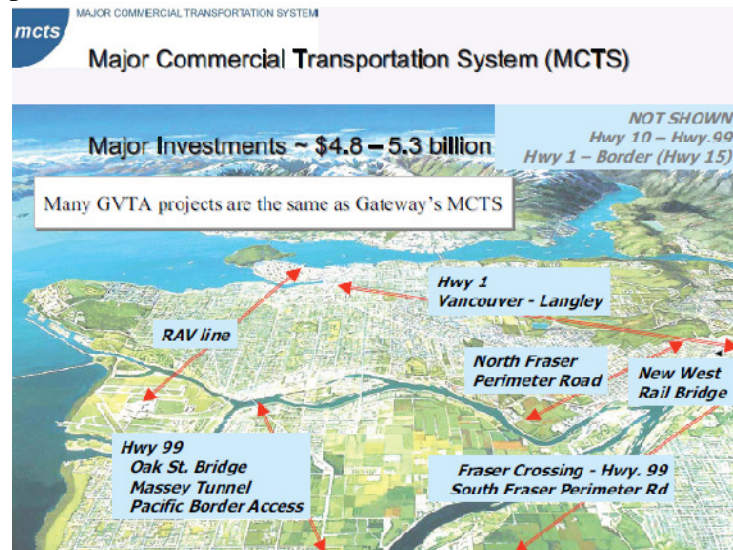 MAJOR COMMERCIAL TRANSPORTATION SYSTEM
mcts
Major Commercial Transportation System (MCTS)
NOT SHOWN
Hwy 10 – Hwy.99
Hwy 1 – Border (Hwy 15)
Major Investments ~ $4.8 – 5.3 billion
Many GVTA projects are the same as Gateway's MCTS
Hwy 1
Vancouver - Langley
RAV line
North Fraser
Perimeter Road
New West
Rail Bridge
Hwy 99
Oak St. Bridge
Massey Tunnel
Pacific Border Access
Fraser Crossing - Hwy. 99
South Fraser Perimeter Rd